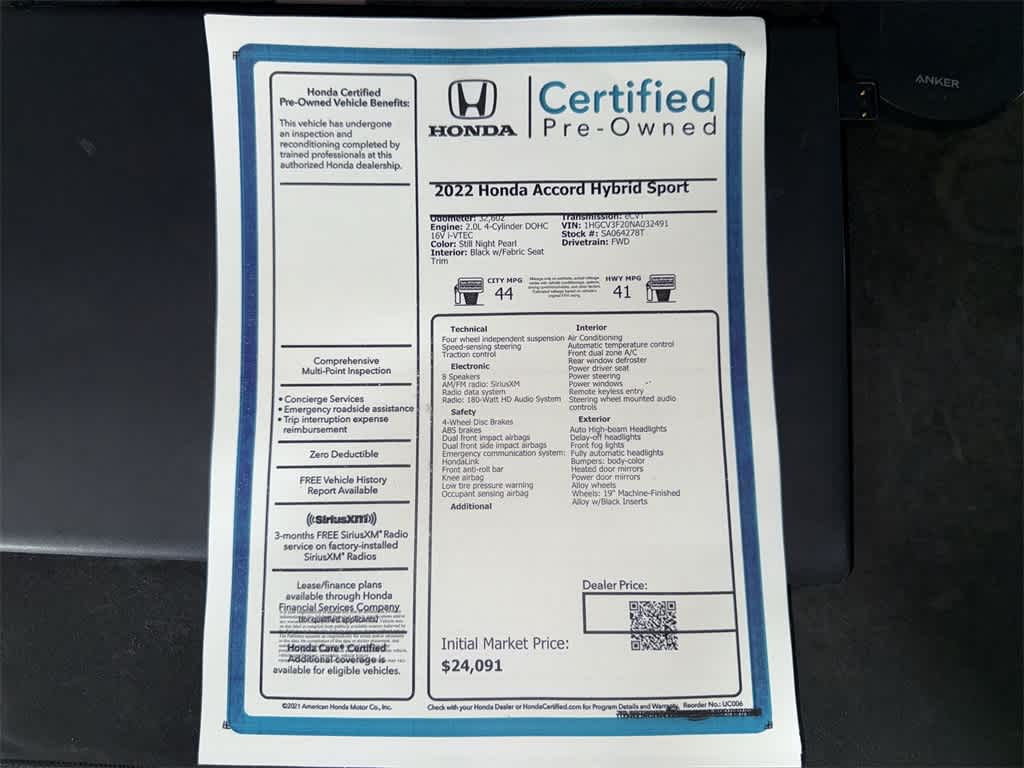 ANKER
Honda Certified
Pre-Owned Vehicle Benefits:
This vehicle has undergone
an inspection and
reconditioning completed by
trained professionals at this
authorized Honda dealership.
Comprehensive
Multi-Point Inspection
• Concierge Services
• Emergency roadside assistance
• Trip interruption expense
reimbursement
Zero Deductible
FREE Vehicle History
Report Available
SiriusXM
3-months FREE SiriusXM® Radio
service on factory-installed
SiriusXM® Radios
Lease/finance plans
available through Honda
Financial Services Company
(for qualified applicants)
Honda Care® Certified
Additional coverage is
available for eligible vehicles.
©2021 American Honda Motor Co., Inc.
HONDA
Certified
Pre-Owned
2022 Honda Accord Hybrid Sport
Odometer: 32,602
Engine: 2.0L 4-Cylinder DOHC
16V i-VTEC
Color: Still Night Pearl
Interior: Black w/Fabric Seat
Trim
Transmission: eCVT
VIN: 1HGCV3F20NA032491
Stock #: SA064278T
Drivetrain: FWD
CITY MPG
44
HWY MPG
41
Technical
Four wheel independent suspension
Speed-sensing steering
Traction control
Electronic
8 Speakers
AM/FM radio: SiriusXM
Radio data system
Radio: 180-Watt HD Audio System
Safety
4-Wheel Disc Brakes
ABS brakes
Dual front impact airbags
Dual front side impact airbags
Emergency communication system:
HondaLink
Front anti-roll bar
Knee airbag
Low tire pressure warning
Occupant sensing airbag
Additional
Interior
Air Conditioning
Automatic temperature control
Front dual zone A/C
Rear window defroster
Power driver seat
Power steering
Power windows
Remote keyless entry
Steering wheel mounted audio
controls
Exterior
Auto High-beam Headlights
Delay-off headlights
Front fog lights
Fully automatic headlights
Bumpers: body-color
Heated door mirrors
Power door mirrors
Alloy wheels
Wheels: 19" Machine-Finished
Alloy w/Black Inserts
Dealer Price:
Initial Market Price:
$24,091
Check with your Honda Dealer or HondaCertified.com for Program Details and Warranty. Reorder No.: UC006